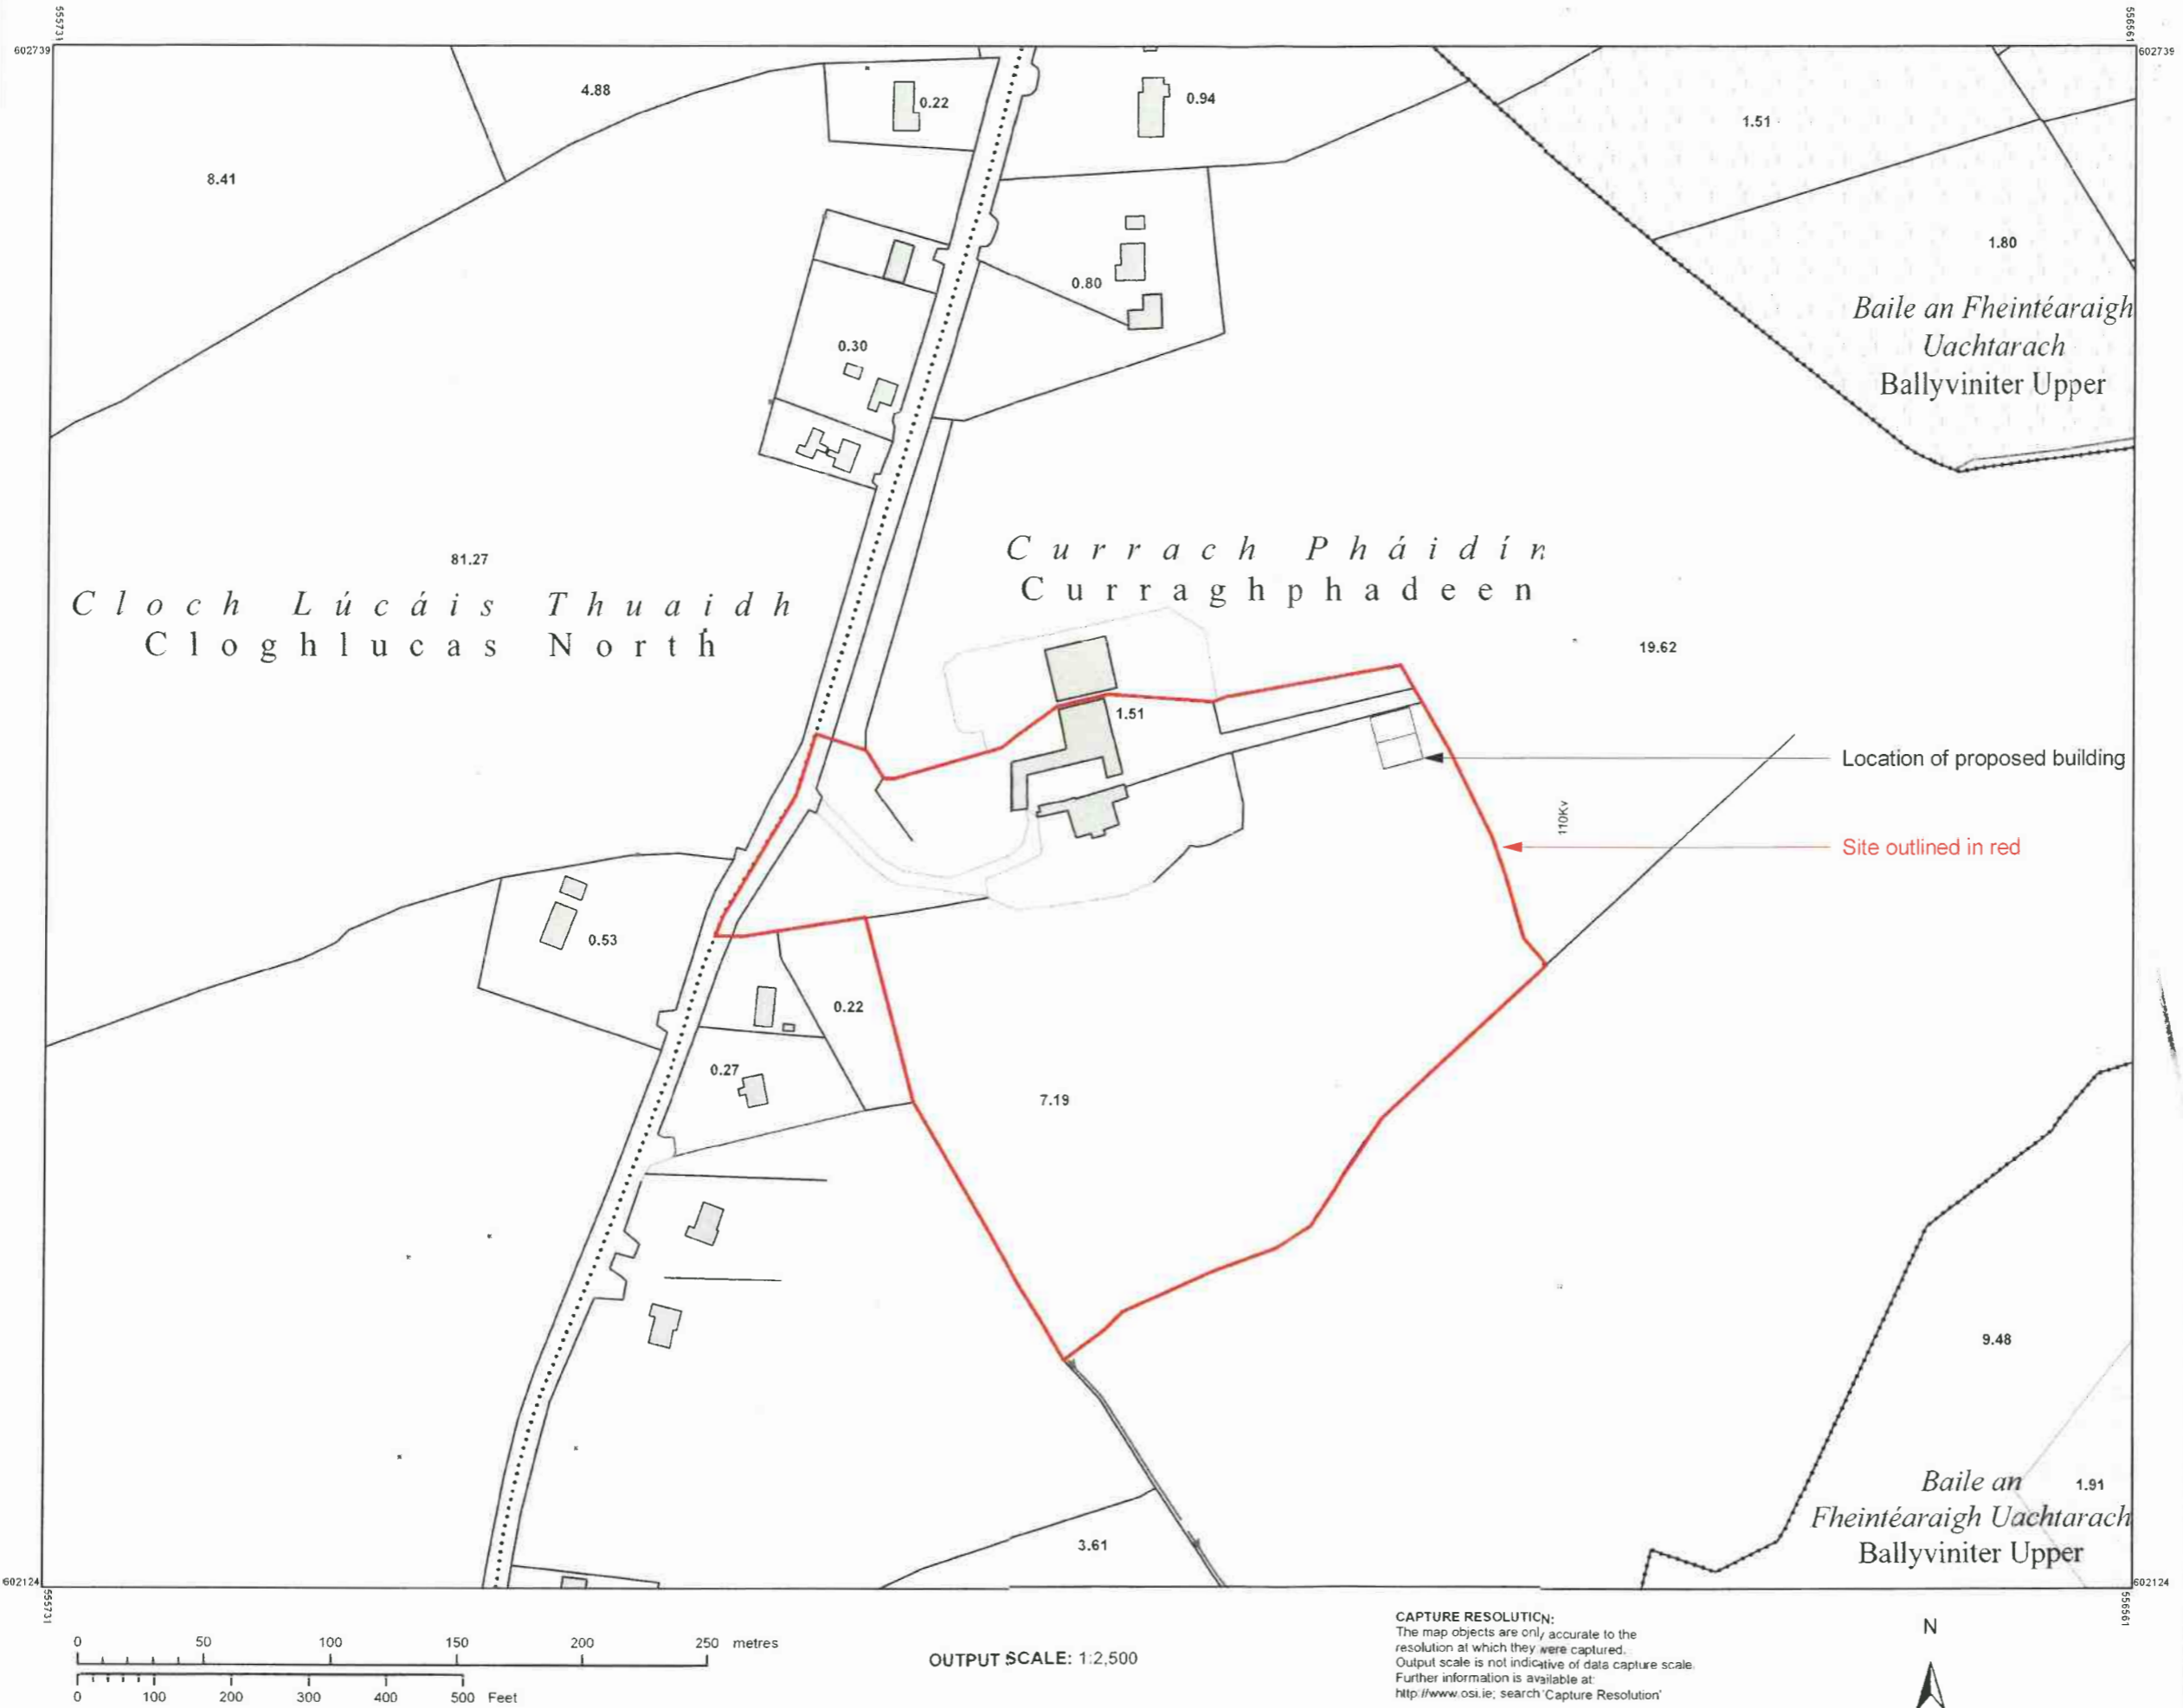 555731
556561
602739
602739
4.88
0.22
0.94
1.51
8.41
1.80
0.80
Baile an Fheintéaraigh
Uachtarach
Ballyviniter Upper
0.30
81.27
Currach Pháidín
Curraghphadeen
Cloch Lúcáis Thuaidh
Cloghlucas North
19.62
1.51
Location of proposed building
110Kv
Site outlined in red
0.53
0.22
0.27
7.19
9.48
Baile an
1.91
Fheintéaraigh Uachtarach
Ballyviniter Upper
3.61
602124
602124
555731
556561
0 50 100 150 200 250 metres
0 100 200 300 400 500 Feet
OUTPUT SCALE: 1:2,500
CAPTURE RESOLUTION:
The map objects are only accurate to the
resolution at which they were captured.
Output scale is not indicative of data capture scale.
Further information is available at:
http://www.osi.ie; search 'Capture Resolution'
N